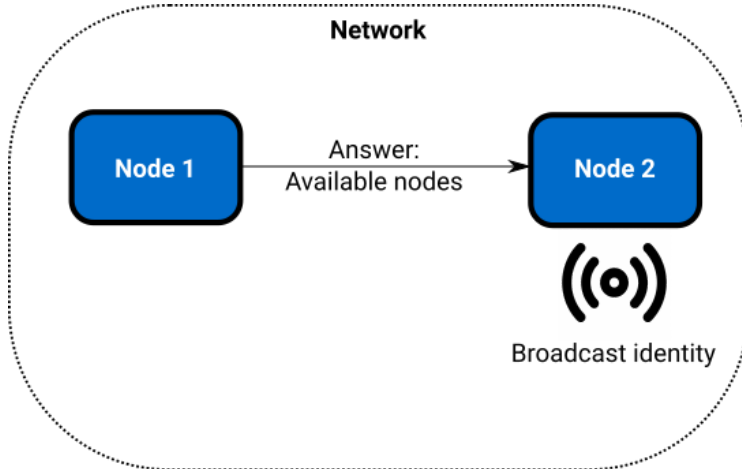 Network
Node 1
Answer:
Available nodes
Node 2
Broadcast identity